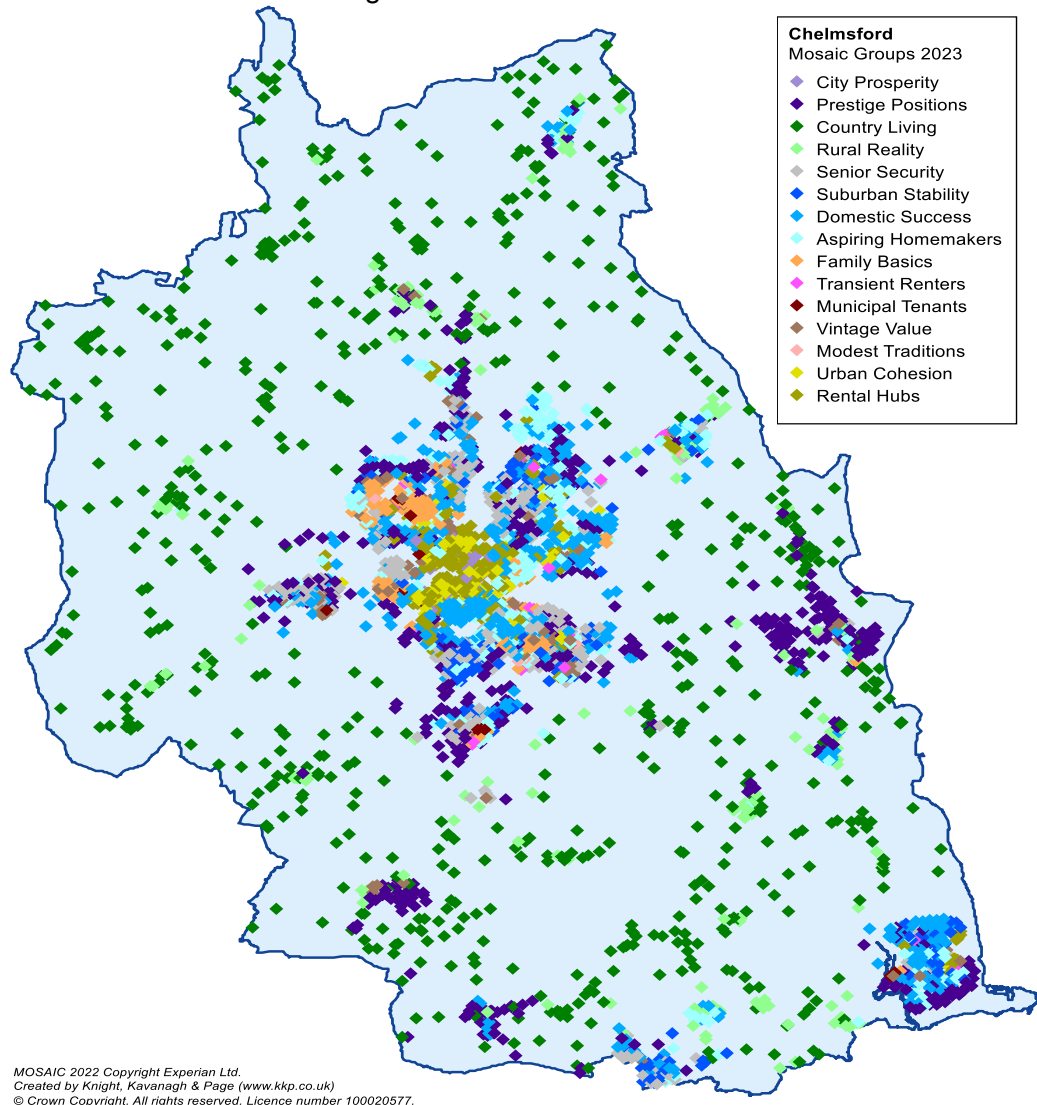 Chelmsford
Mosaic Groups 2023
City Prosperity
Prestige Positions
Country Living
Rural Reality
Senior Security
Suburban Stability
Domestic Success
Aspiring Homemakers
Family Basics
Transient Renters
Municipal Tenants
Vintage Value
Modest Traditions
Urban Cohesion
Rental Hubs
MOSAIC 2022 Copyright Experian Ltd.
Created by Knight, Kavanagh & Page (www.kkp.co.uk)
© Crown Copyright. All rights reserved. Licence number 100020577.